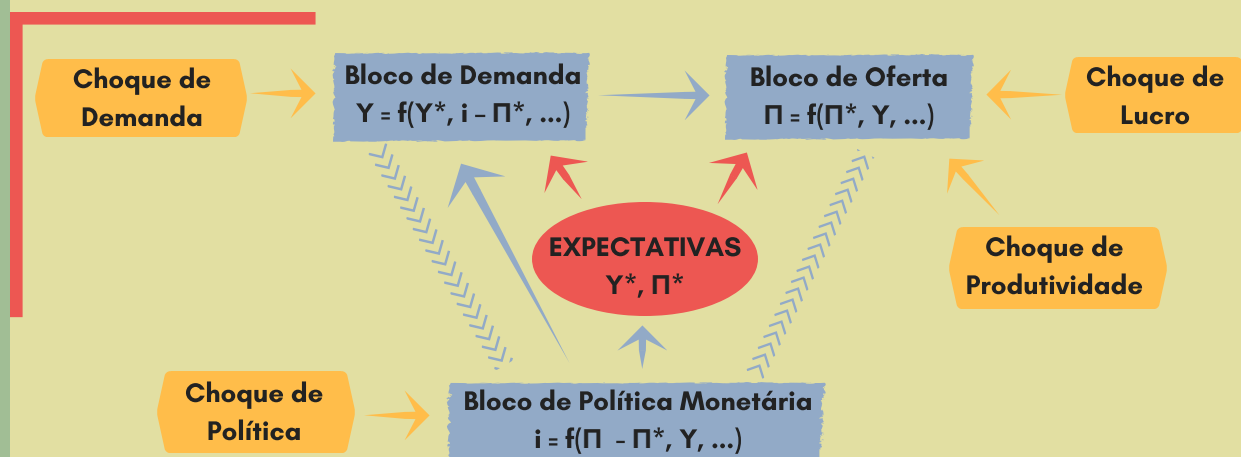 Choque de
Demanda
Bloco de Demanda
Y = f(Y*, i – Π*, ...)
Bloco de Oferta
Π = f(Π*, Y, ...)
Choque de
Lucro
EXPECTATIVAS
Y*, Π*
Choque de
Produtividade
Choque de
Política
Bloco de Política Monetária
i = f(Π – Π*, Y, ...)